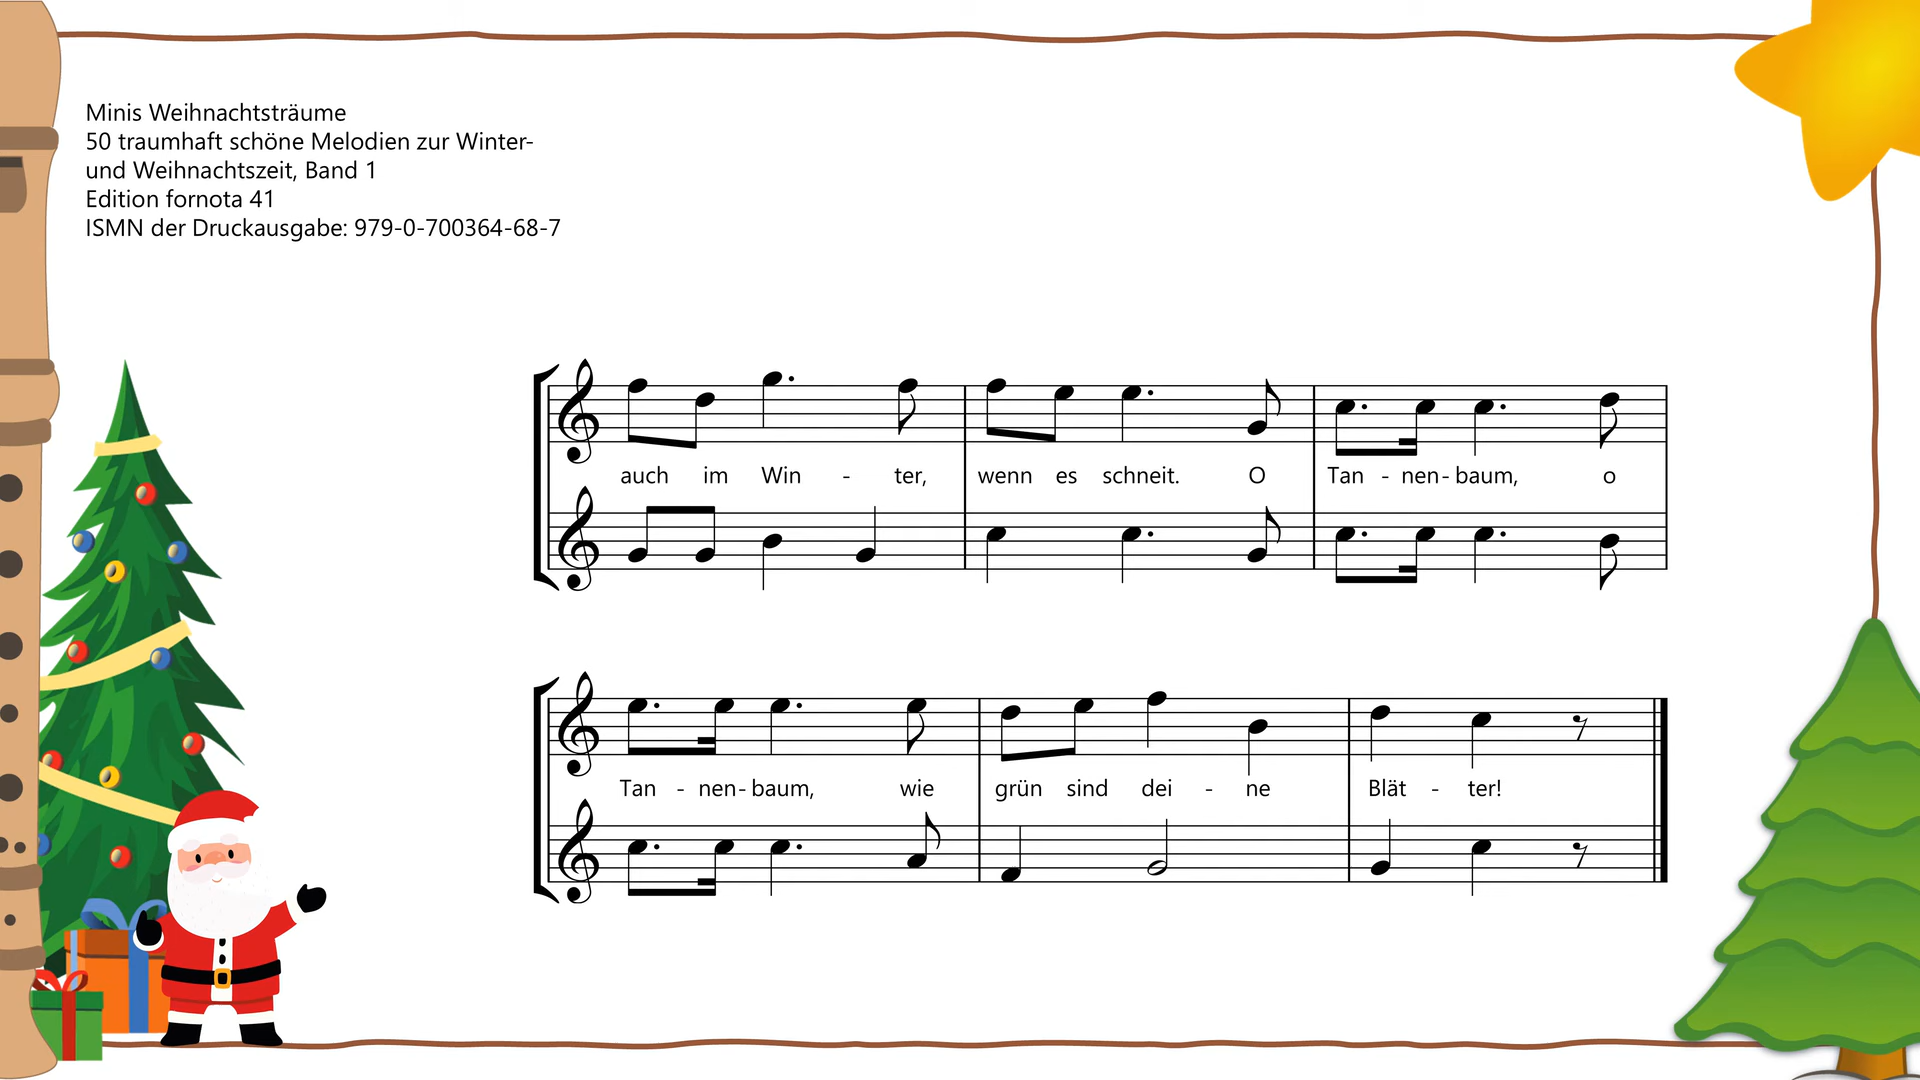 Minis Weihnachtsträume
50 traumhaft schöne Melodien zur Winter-
und Weihnachtszeit, Band 1
Edition fornota 41
ISMN der Druckausgabe: 979-0-700364-68-7
auch im Win - ter, wenn es schneit. O Tan - nen - baum, o
Tan - nen - baum, wie grün sind dei - ne Blät - ter!